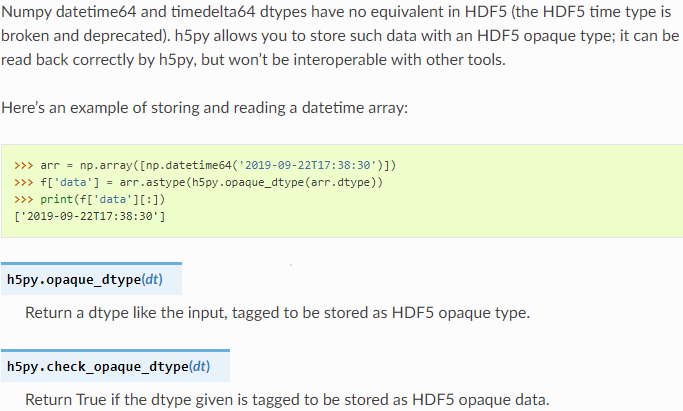 Numpy datetime64 and timedelta64 dtypes have no equivalent in HDF5 (the HDF5 time type is
broken and deprecated). h5py allows you to store such data with an HDF5 opaque type; it can be
read back correctly by h5py, but won’t be interoperable with other tools.
Here’s an example of storing and reading a datetime array:
>>> arr = np.array([np.datetime64('2019-09-22T17:38:30')])
>>> f['data'] = arr.astype(h5py.opaque_dtype(arr.dtype))
>>> print(f['data'][:])
['2019-09-22T17:38:30']
h5py.opaque_dtype(dt)
Return a dtype like the input, tagged to be stored as HDF5 opaque type.
h5py.check_opaque_dtype(dt)
Return True if the dtype given is tagged to be stored as HDF5 opaque data.